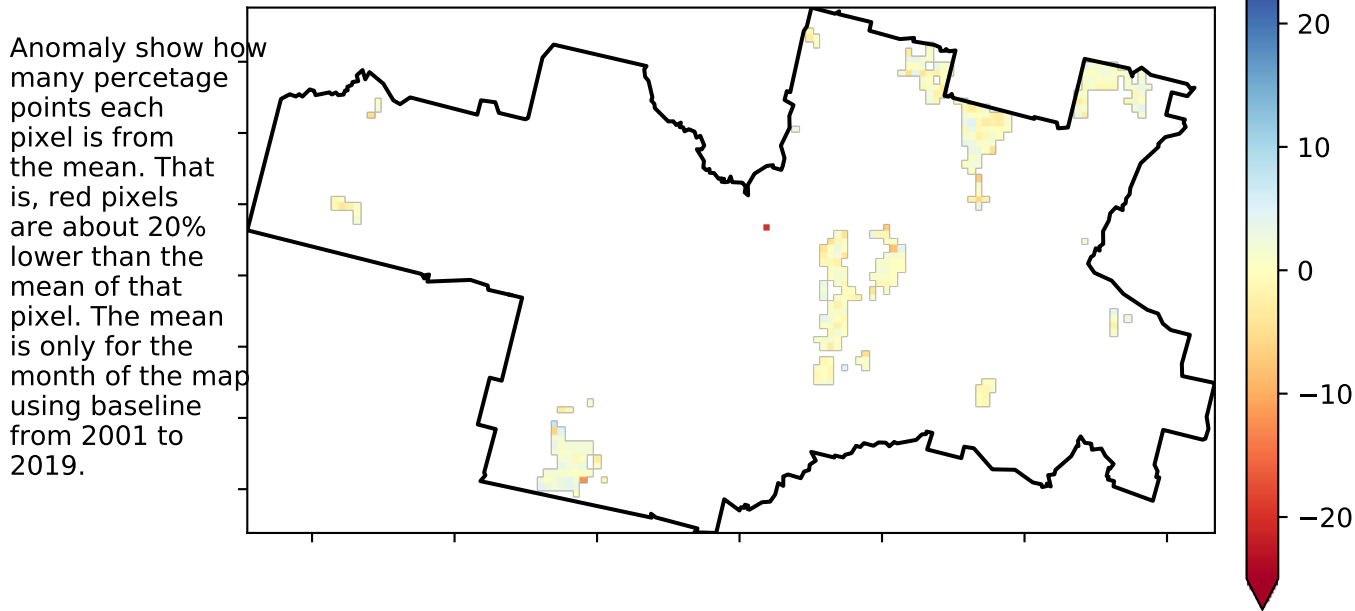 Anomaly show how
many percetage
points each
pixel is from
the mean. That
is, red pixels
are about 20%
lower than the
mean of that
pixel. The mean
is only for the
month of the map
using baseline
from 2001 to
2019.
20
10
0
−10
−20